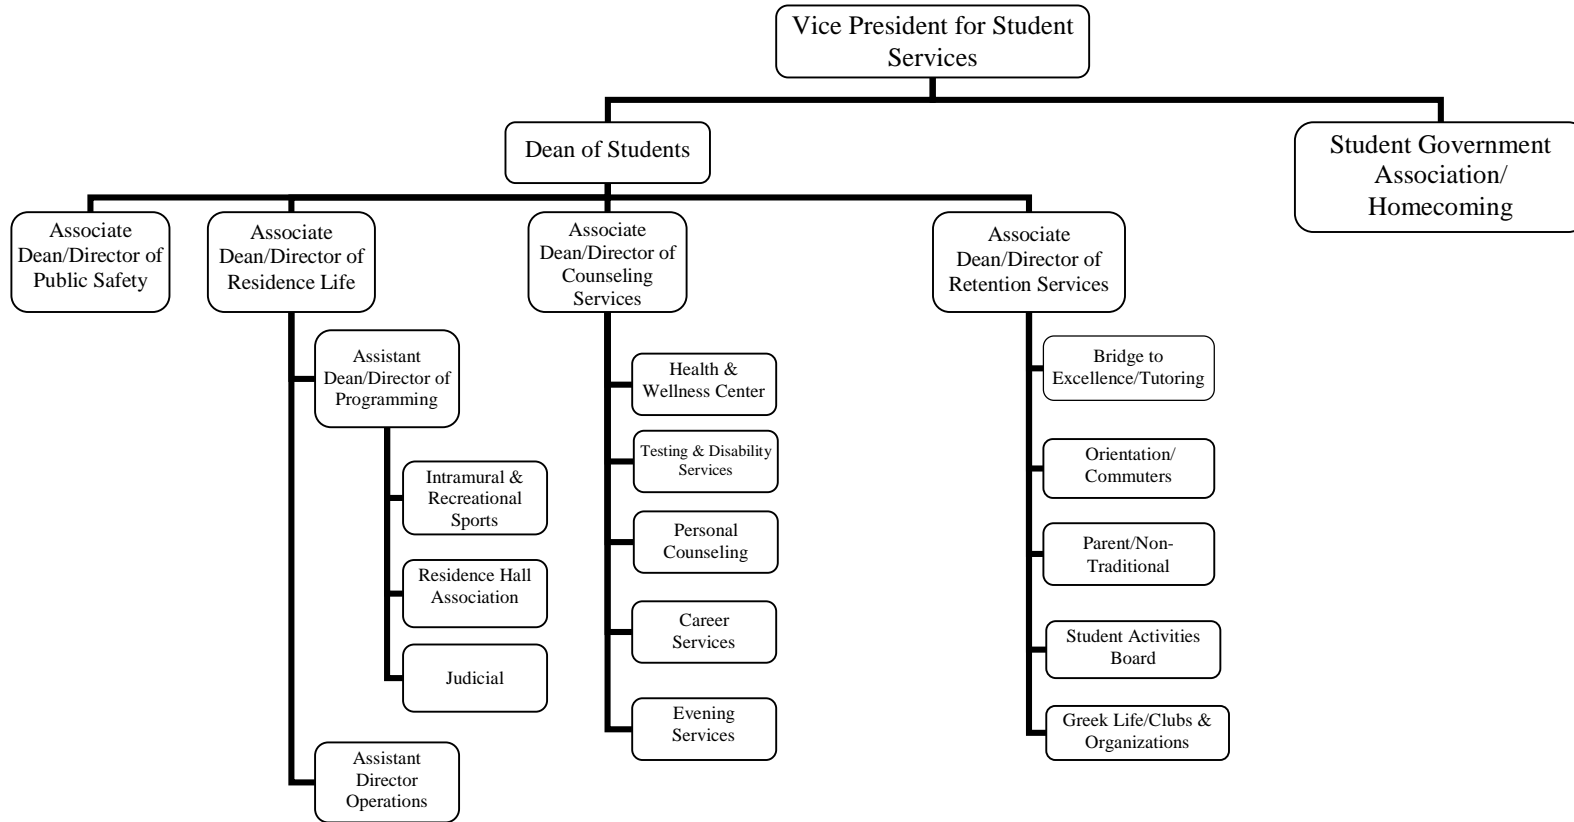 Vice President for Student
Services
Dean of Students
Student Government
Association/
Homecoming
Associate
Dean/Director of
Public Safety
Associate
Dean/Director of
Residence Life
Associate
Dean/Director of
Counseling
Services
Associate
Dean/Director of
Retention Services
Assistant
Dean/Director of
Programming
Intramural &
Recreational
Sports
Residence Hall
Association
Judicial
Assistant
Director
Operations
Health &
Wellness Center
Testing & Disability
Services
Personal
Counseling
Career
Services
Evening
Services
Bridge to
Excellence/Tutoring
Orientation/
Commuters
Parent/Non-
Traditional
Student Activities
Board
Greek Life/Clubs &
Organizations